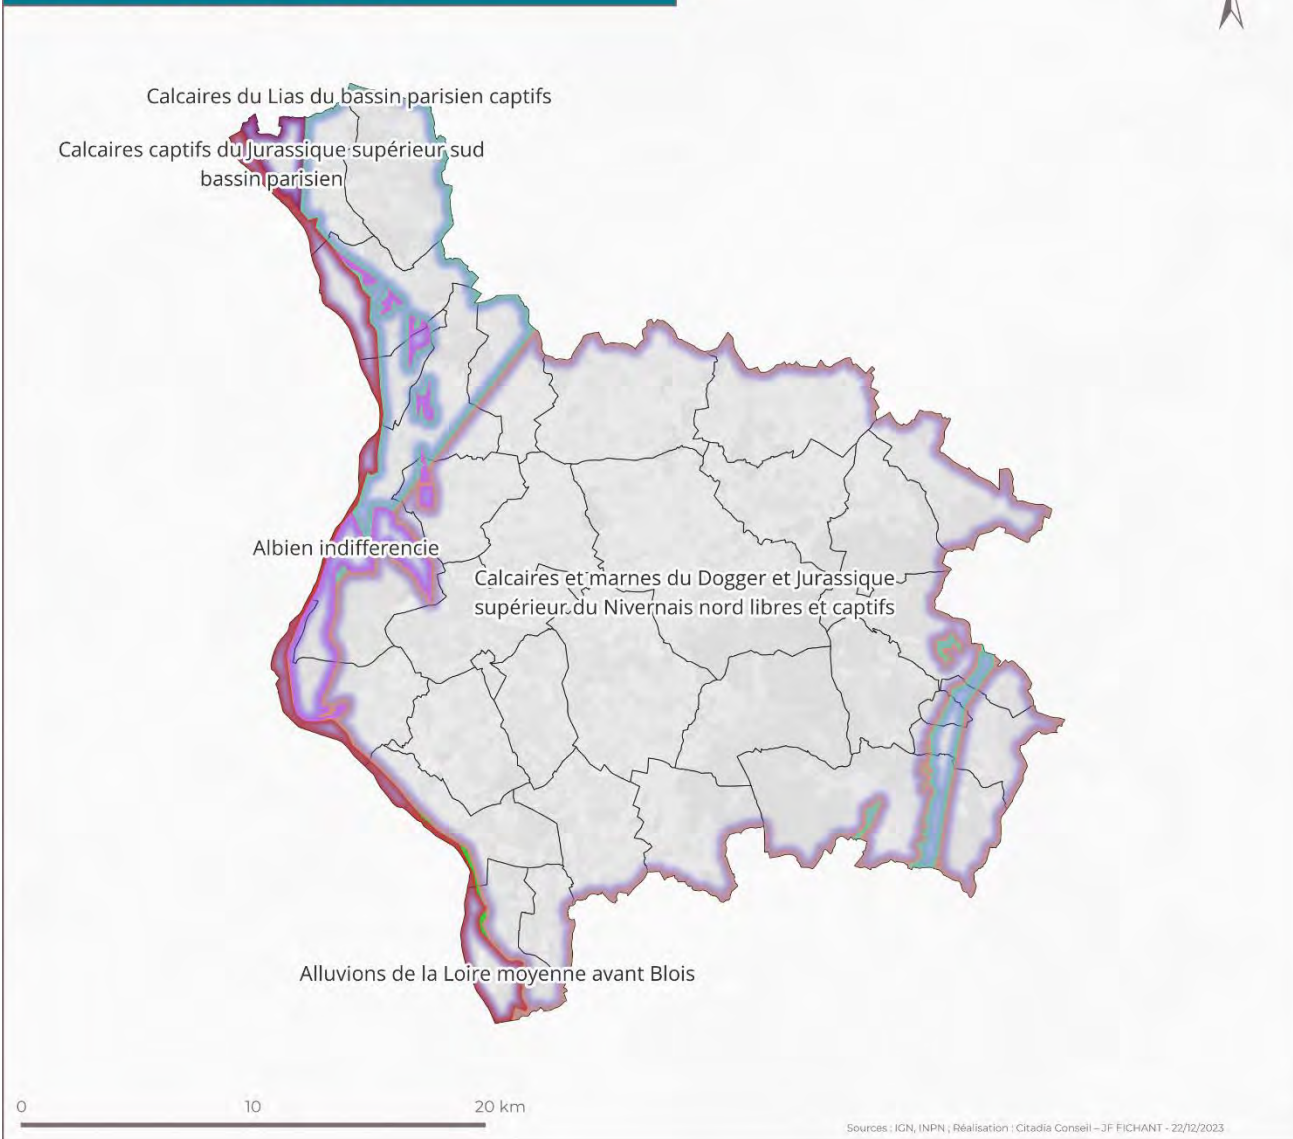 Calcaires du Lias du bassin parisien captifs
Calcaires captifs du Jurassique supérieur sud
bassin parisien
Albien indifferencie
Calcaires et marnes du Dogger et Jurassique
supérieur du Nivernais nord libres et captifs
Alluvions de la Loire moyenne avant Blois
0 10 20 km
Sources : IGN, INPN ; Réalisation : Citadia Conseil – JF FICHANT - 22/12/2023